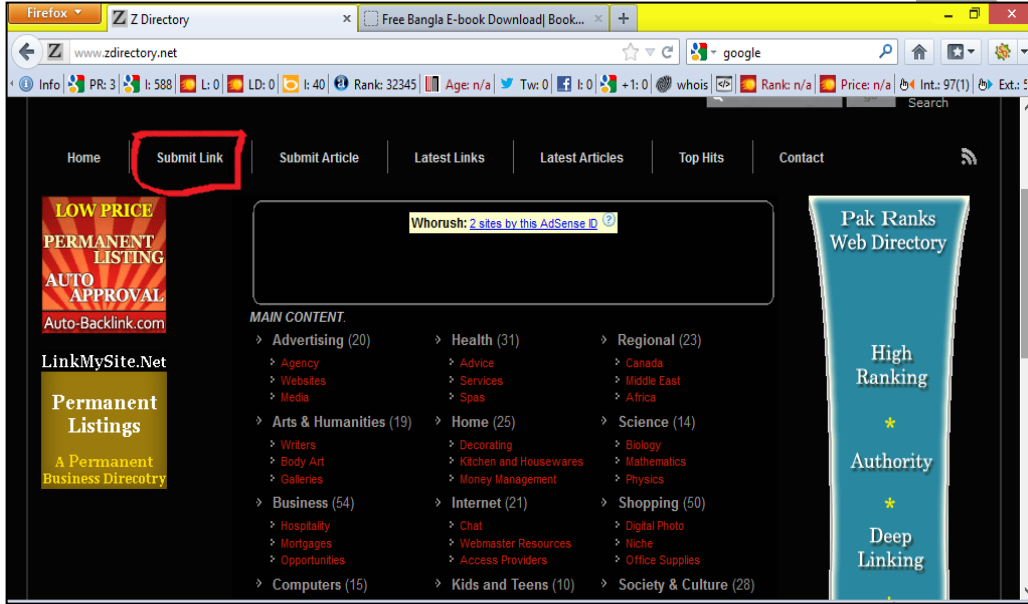 Firefox
Z Directory
Free Bangla E-book Download| Book...
www.zdirectory.net
google
Info PR: 3 I: 588 L: 0 LD: 0 I: 40 Rank: 32345 Age: n/a Tw: 0 I: 0 +1: 0 whois Rank: n/a Price: n/a Int.: 97(1) Ext.:
Search
Home Submit Link Submit Article Latest Links Latest Articles Top Hits Contact
LOW PRICE
PERMANENT
LISTING
AUTO
APPROVAL
Auto-Backlink.com
LinkMySite.Net
Permanent
Listings
A Permanent
Business Direcotry
Whorush: 2 sites by this AdSense ID
MAIN CONTENT.
Advertising (20) Health (31) Regional (23)
Agency Advice Canada
Websites Services Middle East
Media Spas Africa
Arts & Humanities (19) Home (25) Science (14)
Writers Decorating Biology
Body Art Kitchen and Housewares Mathematics
Galleries Money Management Physics
Business (54) Internet (21) Shopping (50)
Hospitality Chat Digital Photo
Mortgages Webmaster Resources Niche
Opportunities Access Providers Office Supplies
Computers (15) Kids and Teens (10) Society & Culture (28)
Pak Ranks
Web Directory
High
Ranking
*
Authority
*
Deep
Linking